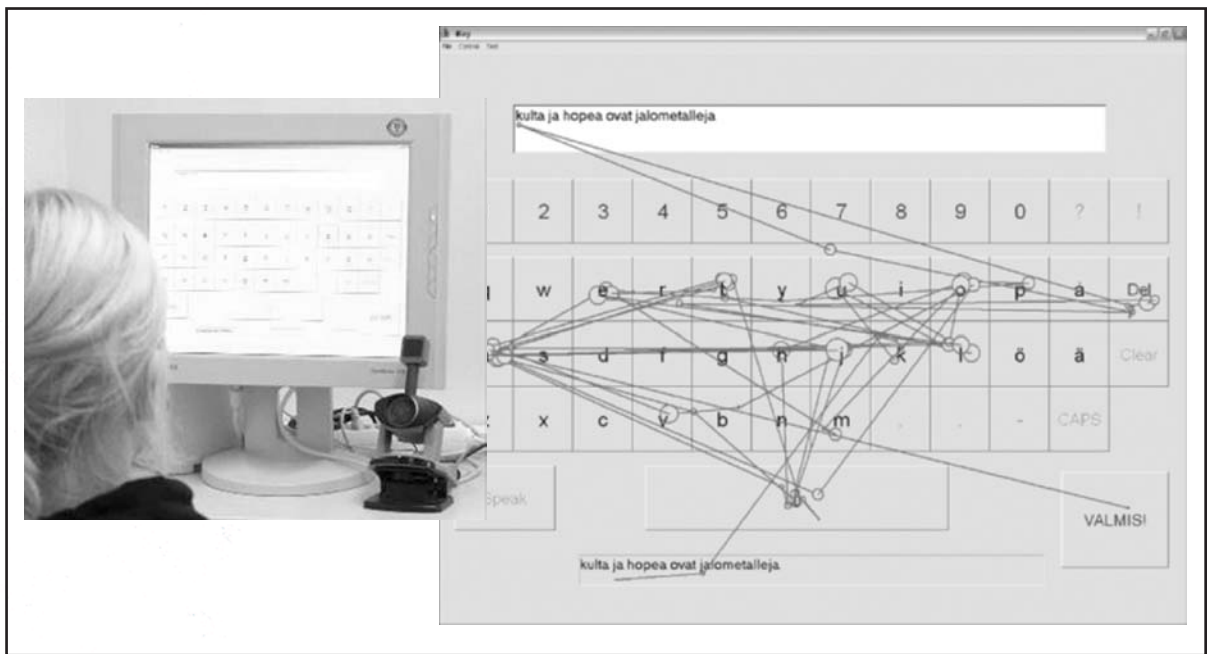 kulta ja hopea ovat jalometalleja
2 3 4 5 6 7 8 9 0 ? !
w e r t y u i o p å Del
s d f g h j k l ö ä Clear
x c v b n m - CAPS
Speak
VALMIS!
kulta ja hopea ovat jalometalleja